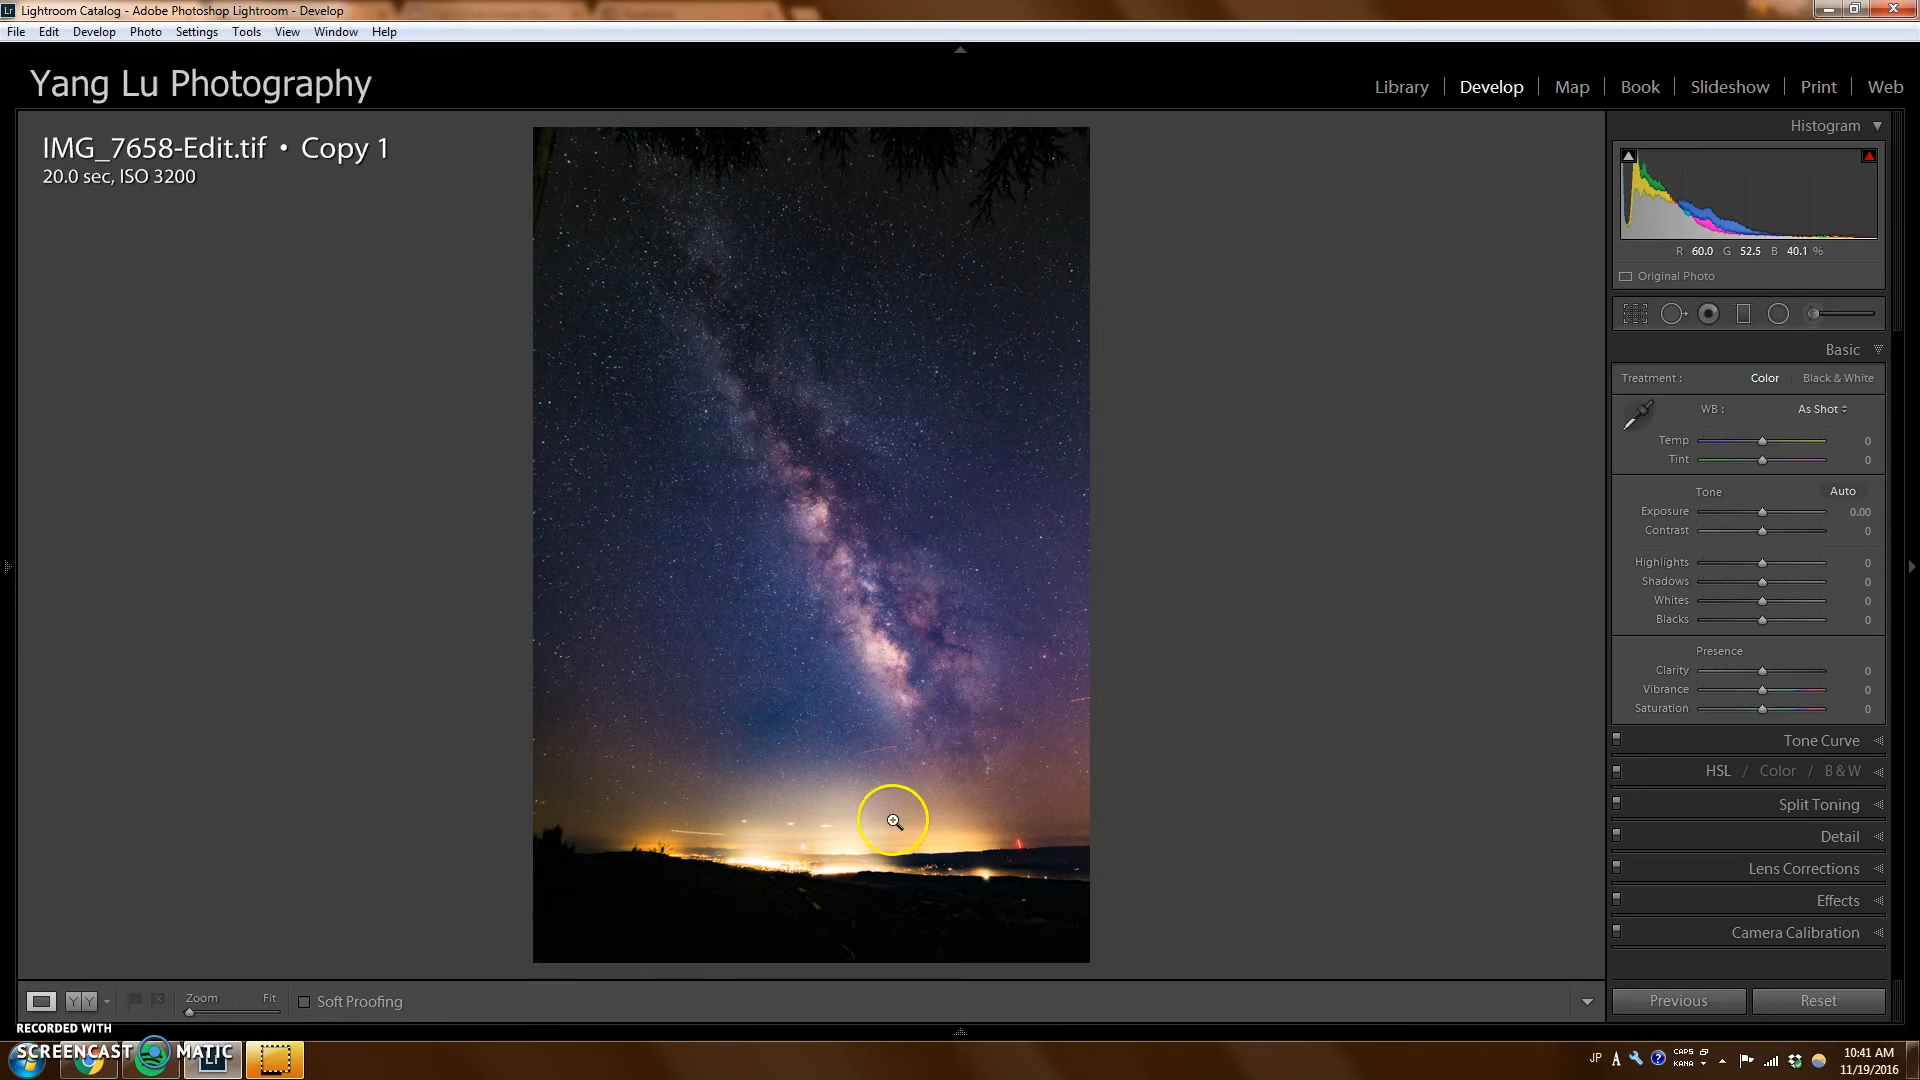 Lightroom Catalog - Adobe Photoshop Lightroom - Develop
File Edit Develop Photo Settings Tools View Window Help
Yang Lu Photography
Library Develop Map Book Slideshow Print Web
IMG_7658-Edit.tif • Copy 1
20.0 sec, ISO 3200
Histogram
R 60.0 G 52.5 B 40.1 %
Original Photo
Basic
Treatment : Color Black & White
WB : As Shot
Temp 0
Tint 0
Tone Auto
Exposure 0.00
Contrast 0
Highlights 0
Shadows 0
Whites 0
Blacks 0
Presence
Clarity 0
Vibrance 0
Saturation 0
Tone Curve
HSL / Color / B & W
Split Toning
Detail
Lens Corrections
Effects
Camera Calibration
Previous Reset
Zoom Fit Soft Proofing
RECORDED WITH
SCREENCAST MATIC
Lr
JP A CAPS KANA
10:41 AM
11/19/2016